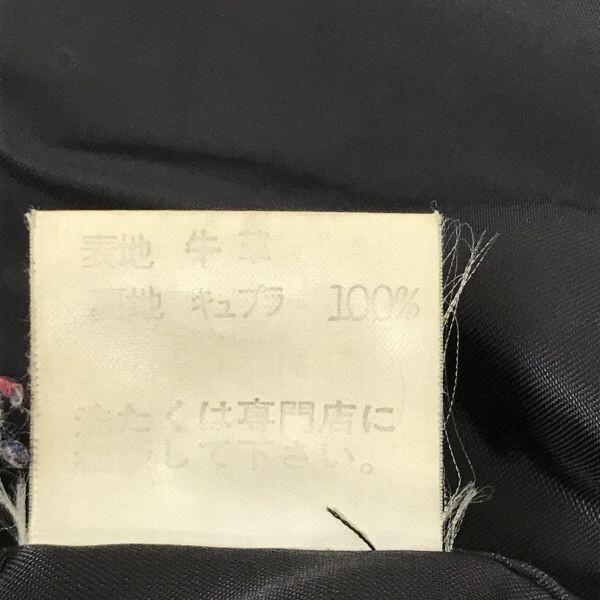 表地 牛革
裏地 キュプラ 100%
洗たくは専門店に
して下さい。